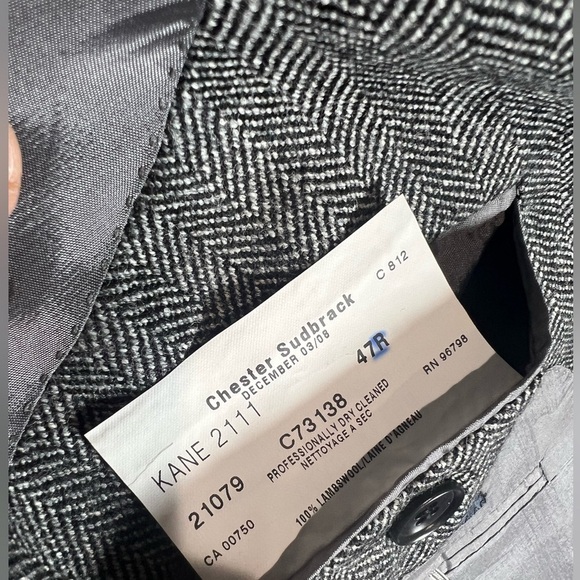 C 812
Chester Sudbrack
DECEMBER 03/08
KANE 2111
47R
21079
C73138
PROFESSIONALLY DRY CLEANED
NETTOYAGE A SEC
CA 00750
100% LAMBSWOOL/LAINE D'AGNEAU
RN 96798